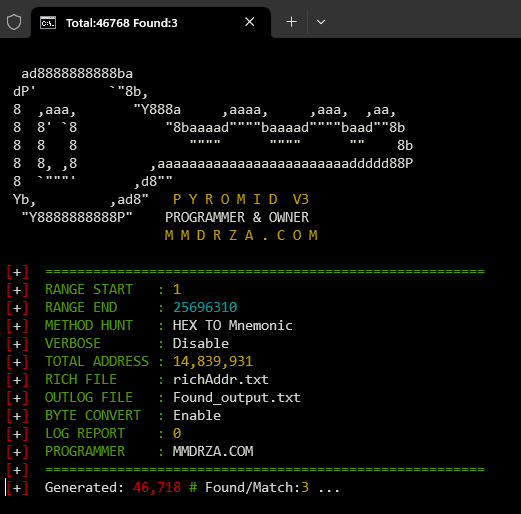 Total:46768 Found:3
ad8888888888ba
dP'         `"8b,
8  ,aaa,       "Y888a     ,aaaa,     ,aaa,  ,aa,
8  8' `8           "8baaaad""""baaaad""""baad""8b
8  8   8              """"      """"      ""    8b
8  8, ,8         ,aaaaaaaaaaaaaaaaaaaaaaaaddddd88P
8  `"""'       ,d8""
Yb,         ,ad8"   P Y R O M I D  V3
"Y8888888888P"    PROGRAMMER & OWNER
M M D R Z A . C O M
[+]  =======================================================
[+]  RANGE START   : 1
[+]  RANGE END     : 25696310
[+]  METHOD HUNT   : HEX TO Mnemonic
[+]  VERBOSE       : Disable
[+]  TOTAL ADDRESS : 14,839,931
[+]  RICH FILE     : richAddr.txt
[+]  OUTLOG FILE   : Found_output.txt
[+]  BYTE CONVERT  : Enable
[+]  LOG REPORT    : 0
[+]  PROGRAMMER    : MMDRZA.COM
[+]  =======================================================
[+]  Generated: 46,718 # Found/Match:3 ...